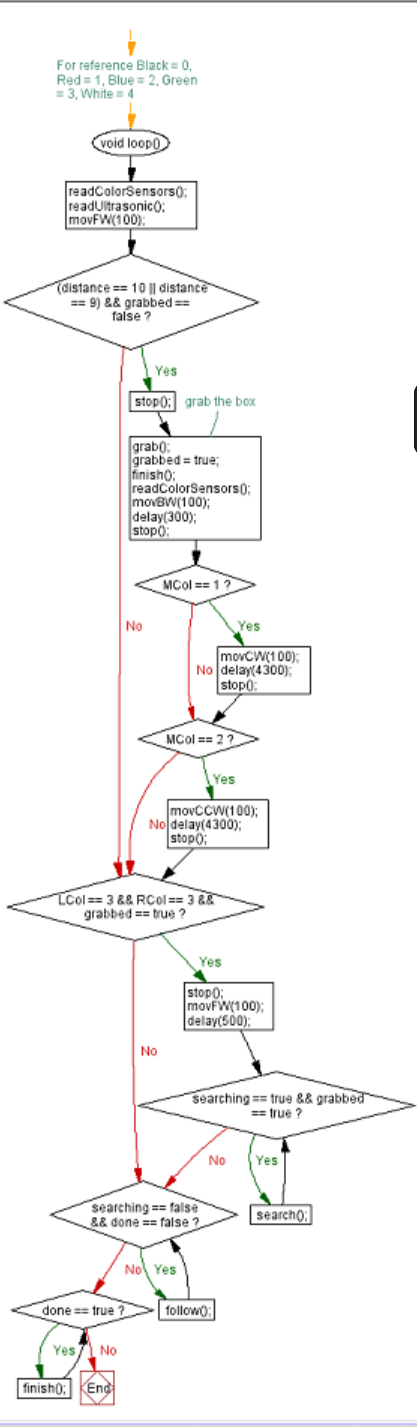 For reference Black = 0,
Red = 1, Blue = 2, Green
= 3, White = 4
void loop()
readColorSensors();
readUltrasonic();
movFW(100);
(distance == 10 || distance
== 9) && grabbed ==
false ?
Yes
stop();
grab the box
grab();
grabbed = true;
finish();
readColorSensors();
movBW(100);
delay(300);
stop();
MCol == 1 ?
No
Yes
No
movCW(100);
delay(4300);
stop();
MCol == 2 ?
Yes
No
movCCW(100);
delay(4300);
stop();
LCol == 3 && RCol == 3 &&
grabbed == true ?
Yes
stop();
movFW(100);
delay(500);
No
searching == true && grabbed
== true ?
No
Yes
search();
searching == false
&& done == false ?
No
Yes
done == true ?
follow();
Yes
No
finish();
End